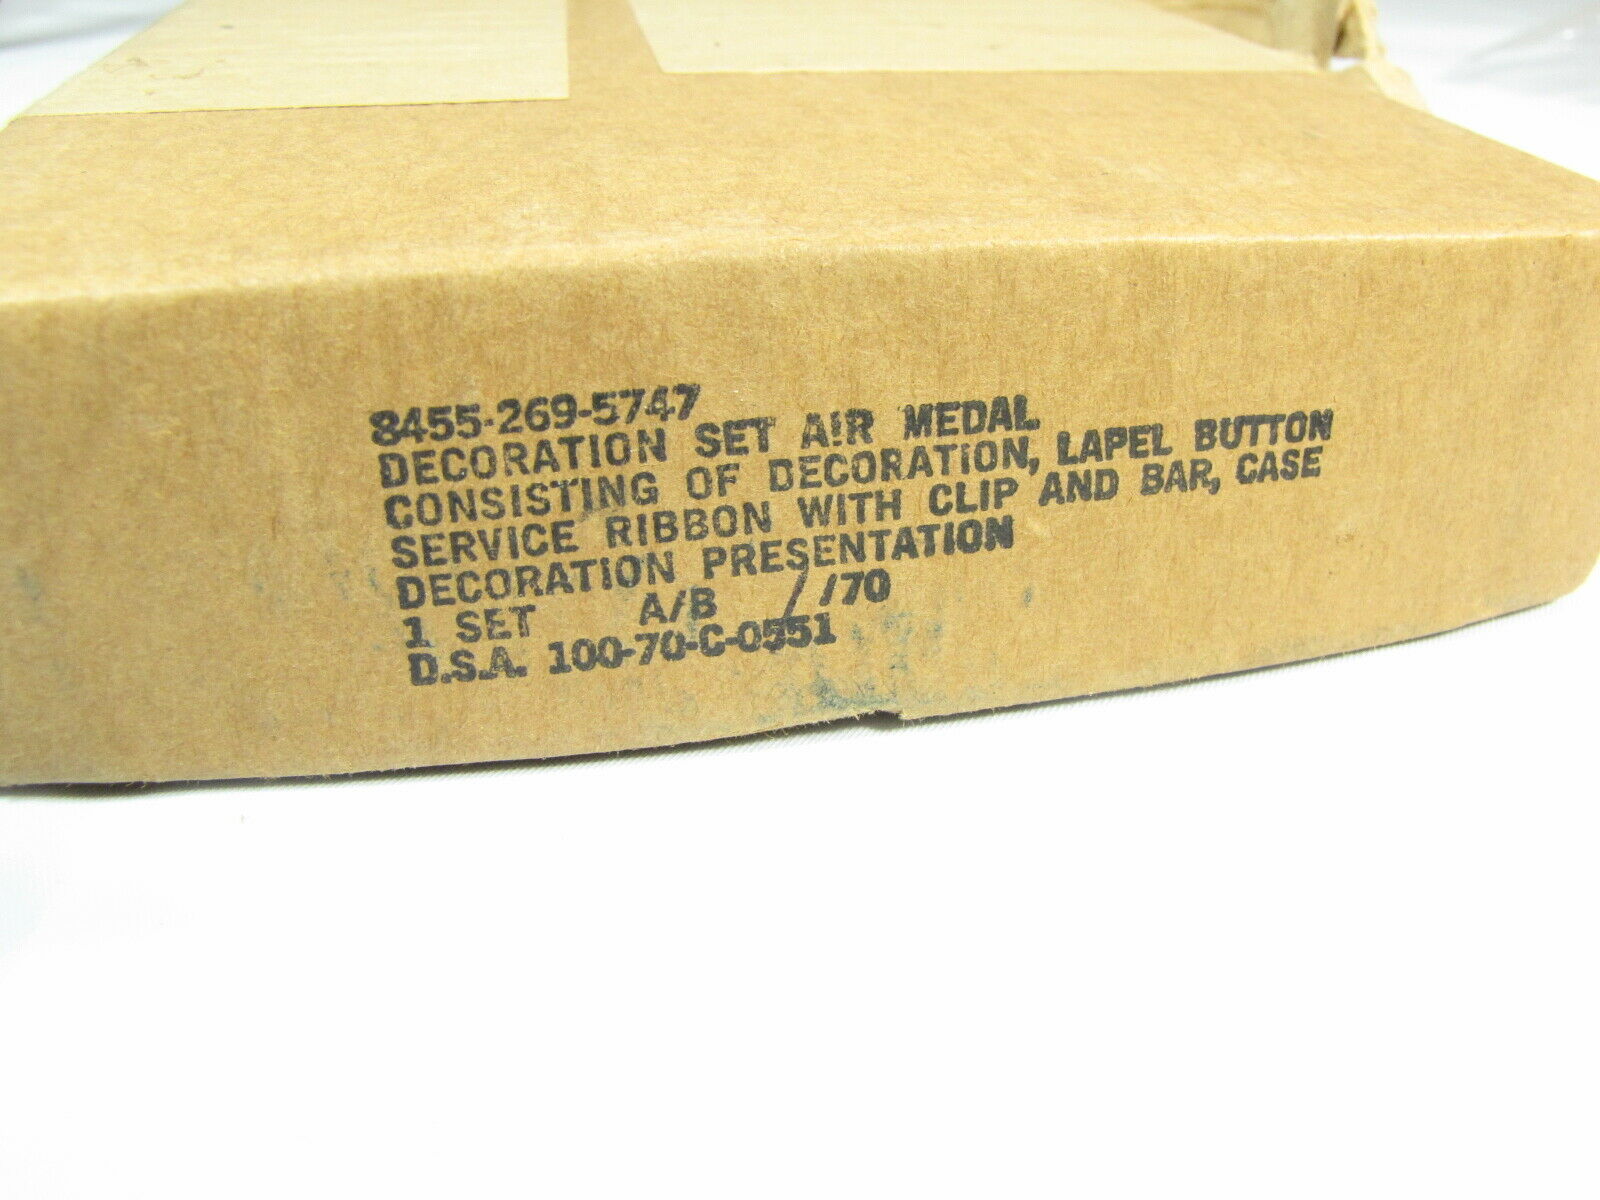 8455-269-5747
DECORATION SET AIR MEDAL
CONSISTING OF DECORATION, LAPEL BUTTON
SERVICE RIBBON WITH CLIP AND BAR, CASE
DECORATION PRESENTATION
1 SET A/B / /70
D.S.A. 100-70-C-0551